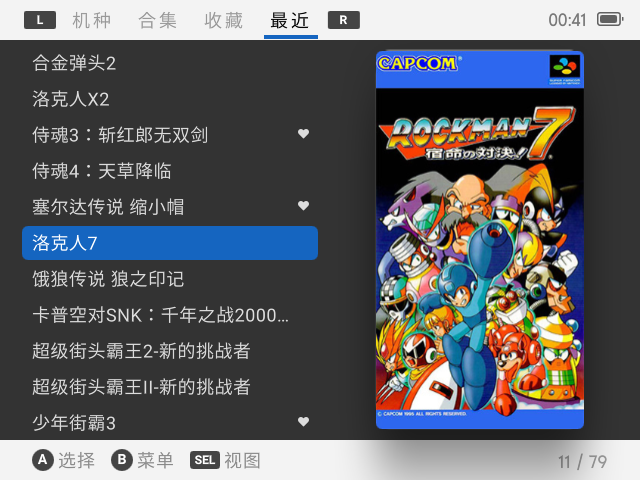 L 机种 合集 收藏 最近 R 00:41
合金弹头2
洛克人X2
侍魂3：斩红郎无双剑
侍魂4：天草降临
塞尔达传说 缩小帽
洛克人7
饿狼传说 狼之印记
卡普空对SNK：千年之战2000...
超级街头霸王2-新的挑战者
超级街头霸王II-新的挑战者
少年街霸3
CAPCOM
ROCKMAN 7
宿命の対決!
© CAPCOM 1995 ALL RIGHTS RESERVED.
A 选择 B 菜单 SEL 视图 11 / 79